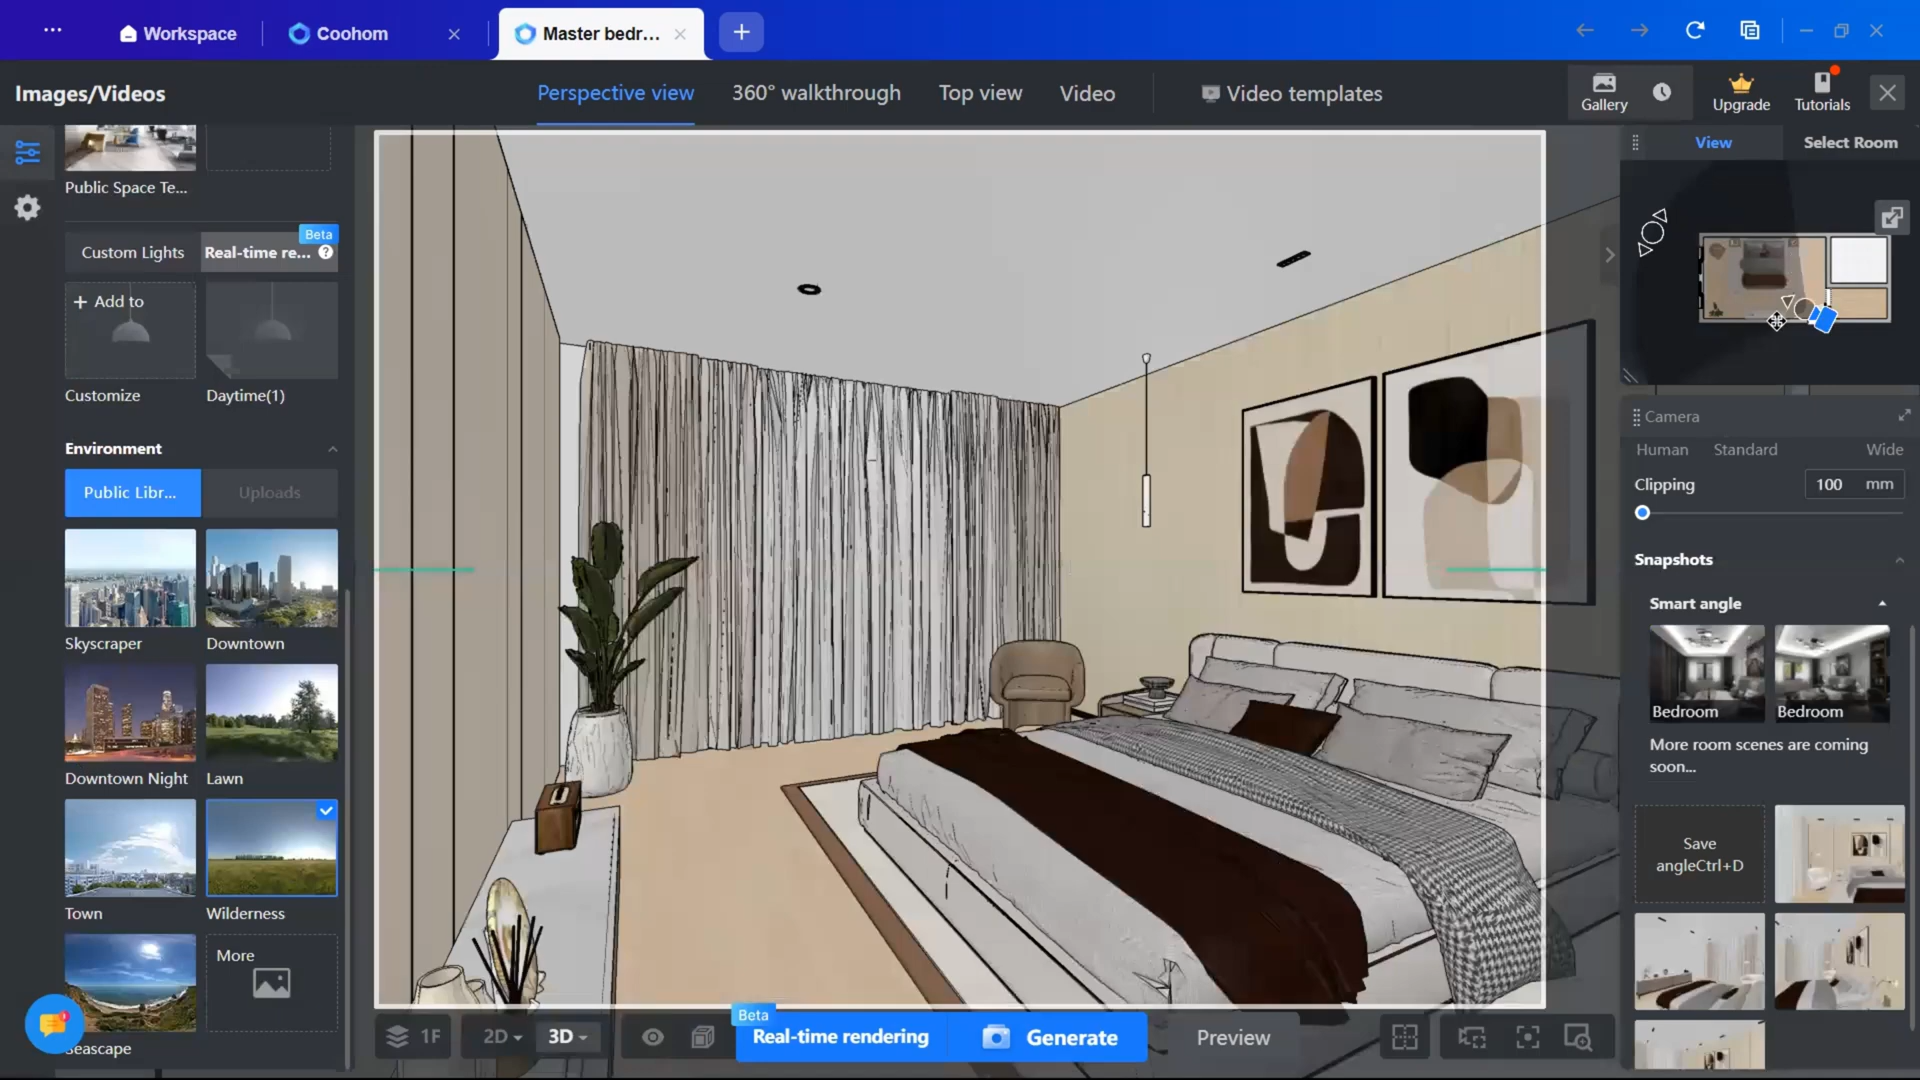 Workspace
Coohom
Master bedr...
Images/Videos
Perspective view
360° walkthrough
Top view
Video
Video templates
Gallery
Upgrade
Tutorials
Public Space Te...
Beta
Custom Lights
Real-time re...
Add to
Customize
Daytime(1)
Environment
Public Libr...
Uploads
Skyscraper
Downtown
Downtown Night
Lawn
Town
Wilderness
More
Seascape
View
Select Room
Camera
Human
Standard
Wide
Clipping
100
mm
Snapshots
Smart angle
Bedroom
Bedroom
More room scenes are coming
soon...
Save
angleCtrl+D
1F
2D
3D
Beta
Real-time rendering
Generate
Preview